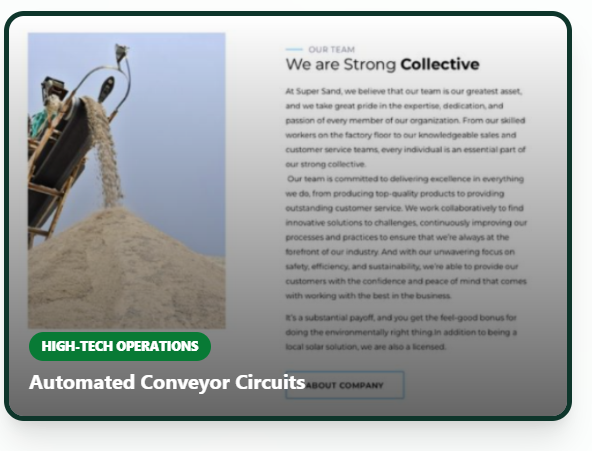 OUR TEAM
We are Strong Collective
At Super Sand, we believe that our team is our greatest asset,
and we take great pride in the expertise, dedication, and
passion of every member of our organization. From our skilled
workers on the factory floor to our knowledgeable sales and
customer service teams, every individual is an essential part of
our strong collective.
Our team is committed to delivering excellence in everything
we do, from producing top-quality products to providing
outstanding customer service. We work collaboratively to find
innovative solutions to challenges, continuously improving our
processes and practices to ensure that we're always at the
forefront of our industry. And with our unwavering focus on
safety, efficiency, and sustainability, we're able to provide our
customers with the confidence and peace of mind that comes
with working with the best in the business.
It's a substantial payoff, and you get the feel-good bonus for
doing the environmentally right thing.In addition to being a
local solar solution, we are also a licensed.
HIGH-TECH OPERATIONS
Automated Conveyor Circuits
ABOUT COMPANY